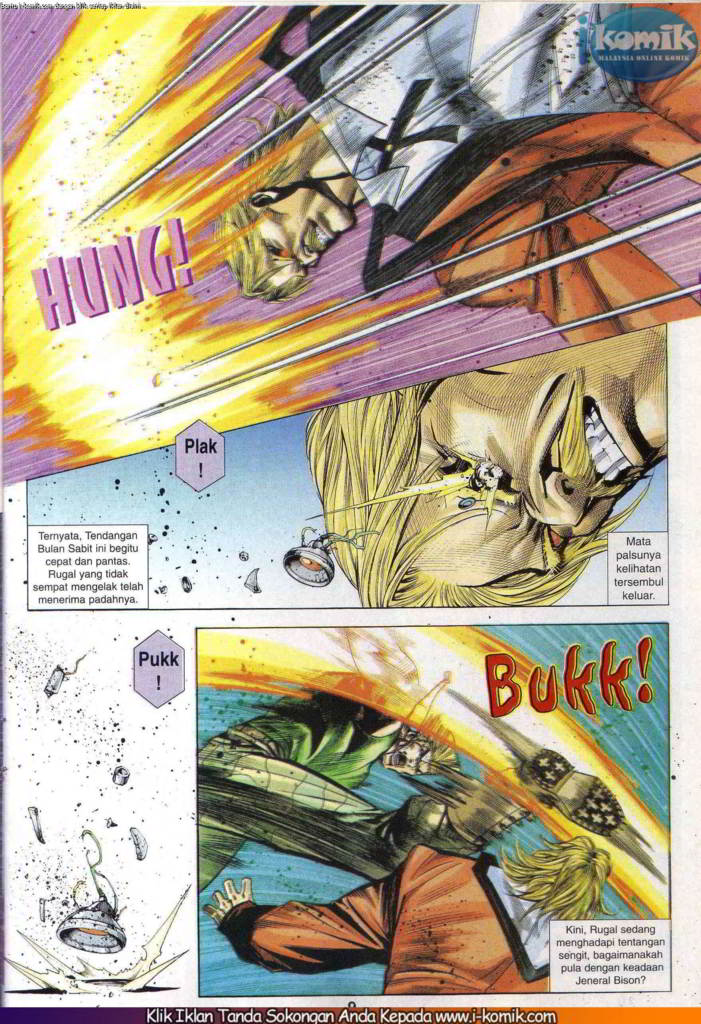 ikomik
MALAYSIA ONLINE KOMIK
HUNG!
Plak
!
Ternyata, Tendangan
Bulan Sabit ini begitu
cepat dan pantas.
Rugal yang tidak
sempat mengelak telah
menerima padahnya.
Mata
palsunya
kelihatan
tersembul
keluar.
Pukk
!
BUKK!
Kini, Rugal sedang
menghadapi tentangan
sengit, bagaimanakah
pula dengan keadaan
Jeneral Bison?
Klik Iklan Tanda Sokongan Anda Kepada www.i-komik.com